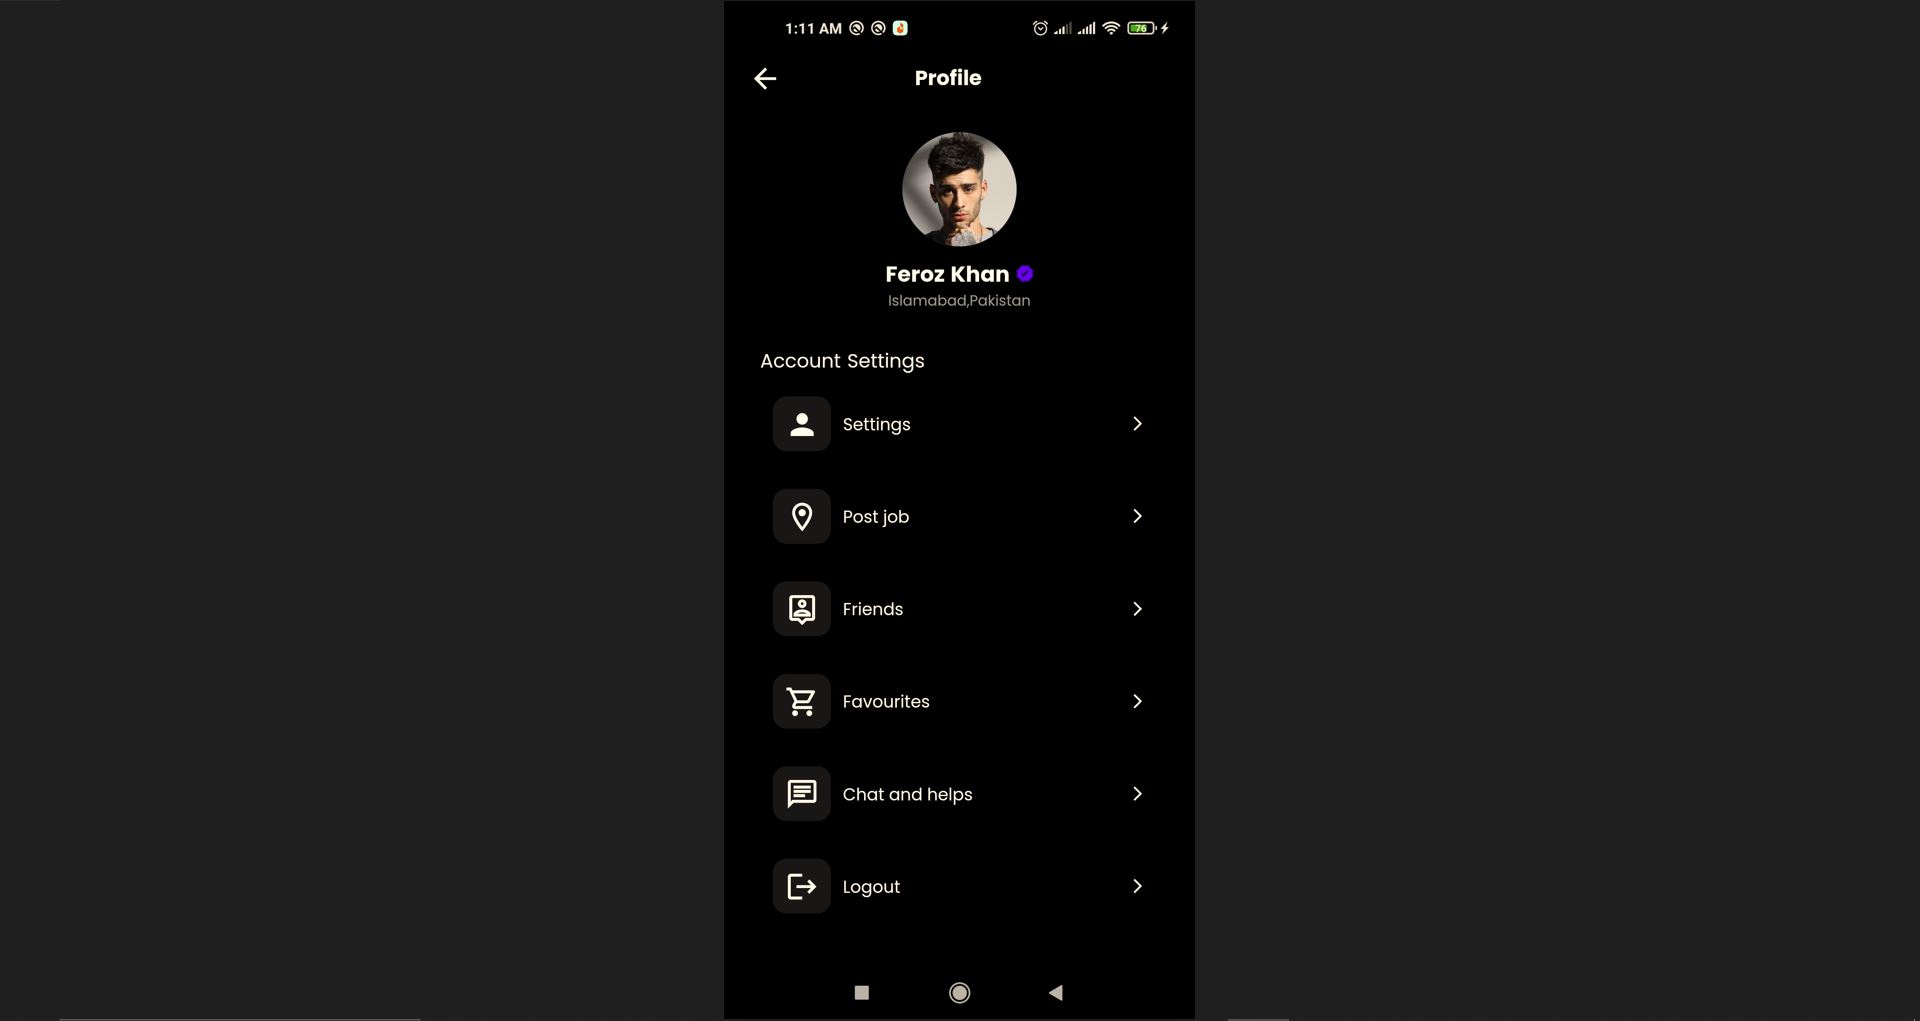 1:11 AM 76
Profile
Feroz Khan
Islamabad,Pakistan
Account Settings
Settings
Post job
Friends
Favourites
Chat and helps
Logout